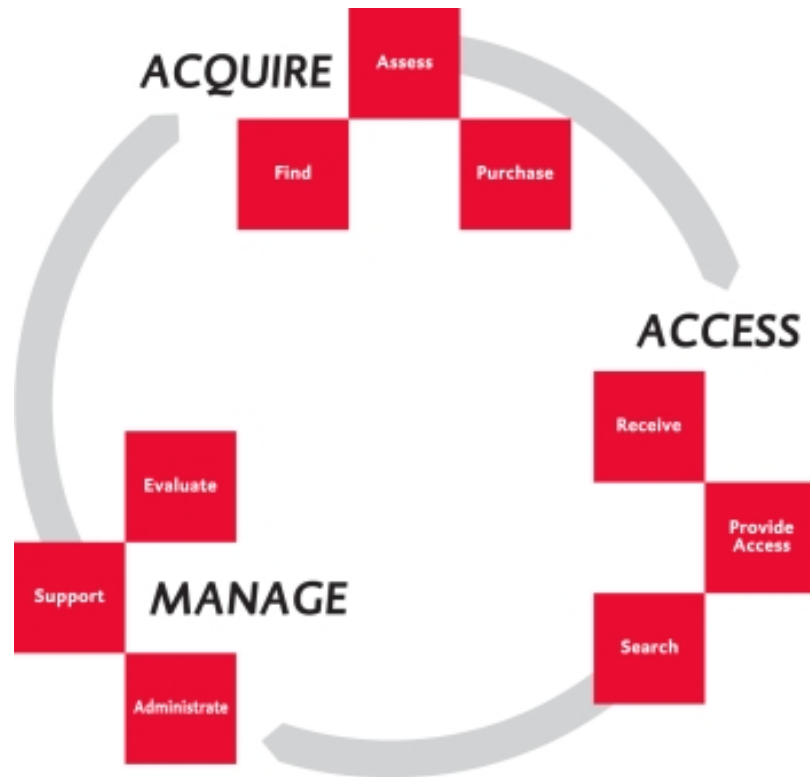 ACQUIRE
Assess
Find
Purchase
ACCESS
Receive
Provide
Access
Search
MANAGE
Evaluate
Support
Administrate